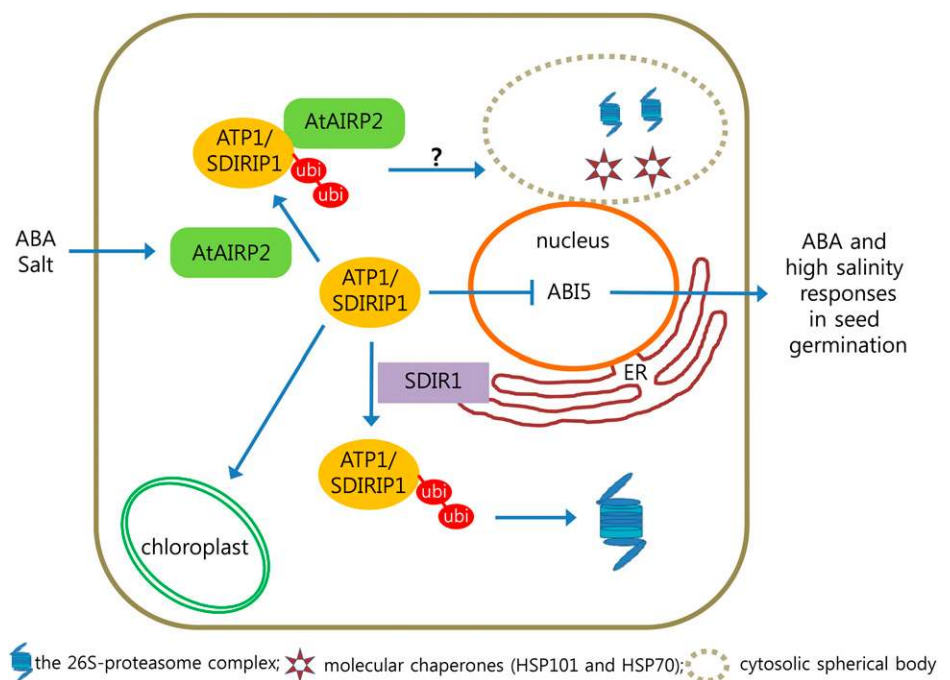 AtAIRP2
ATP1/
SDIRIP1
ubi
ubi
?
ABA
Salt
AtAIRP2
nucleus
ATP1/
SDIRIP1
ABI5
ABA and
high salinity
responses
in seed
germination
SDIR1
ER
ATP1/
SDIRIP1
ubi
ubi
chloroplast
the 26S-proteasome complex; molecular chaperones (HSP101 and HSP70); cytosolic spherical body